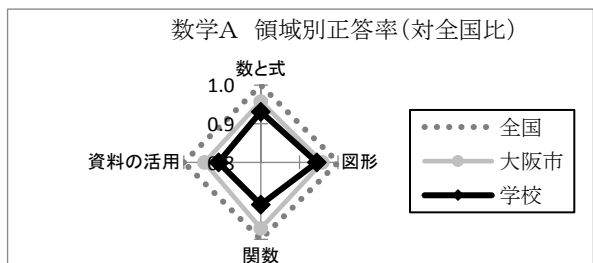 数学A 領域別正答率(対全国比)
数と式
1.0
0.9
0.8
資料の活用
図形
関数
全国
大阪市
学校